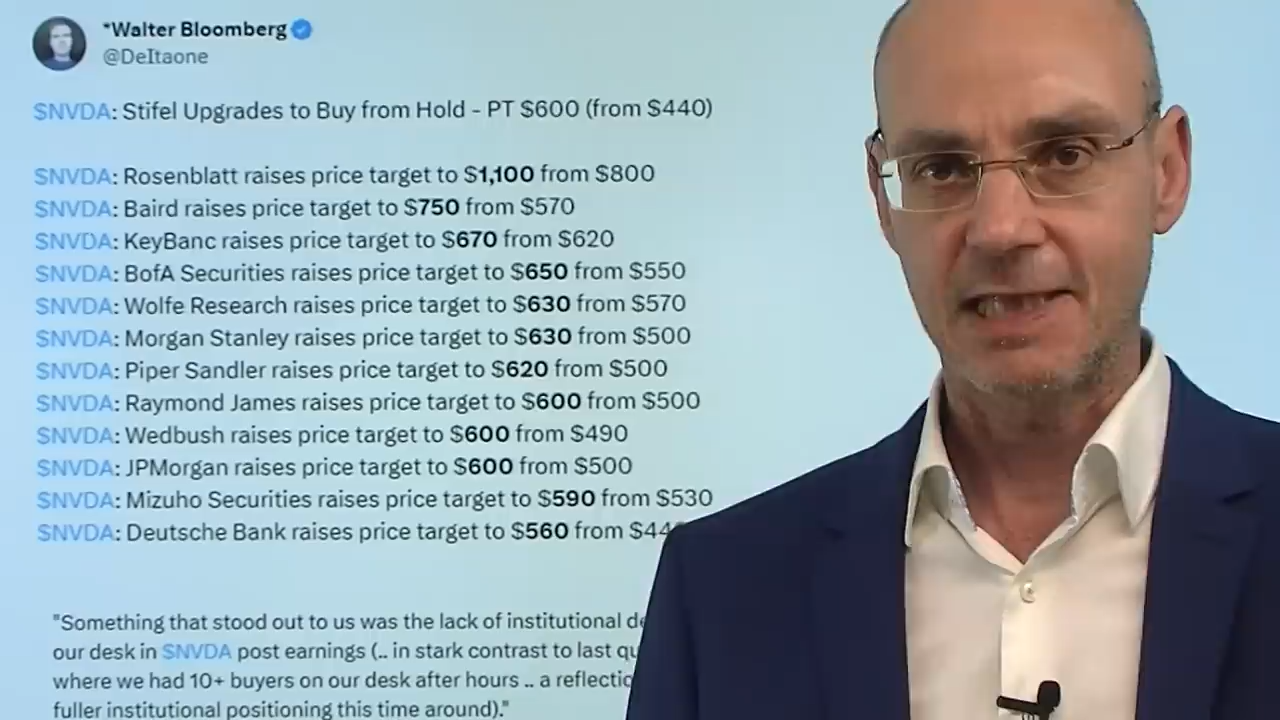 *Walter Bloomberg
@DeItaone
$NVDA: Stifel Upgrades to Buy from Hold - PT $600 (from $440)
$NVDA: Rosenblatt raises price target to $1,100 from $800
$NVDA: Baird raises price target to $750 from $570
$NVDA: KeyBanc raises price target to $670 from $620
$NVDA: BofA Securities raises price target to $650 from $550
$NVDA: Wolfe Research raises price target to $630 from $570
$NVDA: Morgan Stanley raises price target to $630 from $500
$NVDA: Piper Sandler raises price target to $620 from $500
$NVDA: Raymond James raises price target to $600 from $500
$NVDA: Wedbush raises price target to $600 from $490
$NVDA: JPMorgan raises price target to $600 from $500
$NVDA: Mizuho Securities raises price target to $590 from $530
$NVDA: Deutsche Bank raises price target to $560 from
"Something that stood out to us was the lack of institutional
our desk in $NVDA post earnings (.. in stark contrast to last
where we had 10+ buyers on our desk after hours .. a
fuller institutional positioning this time around)."